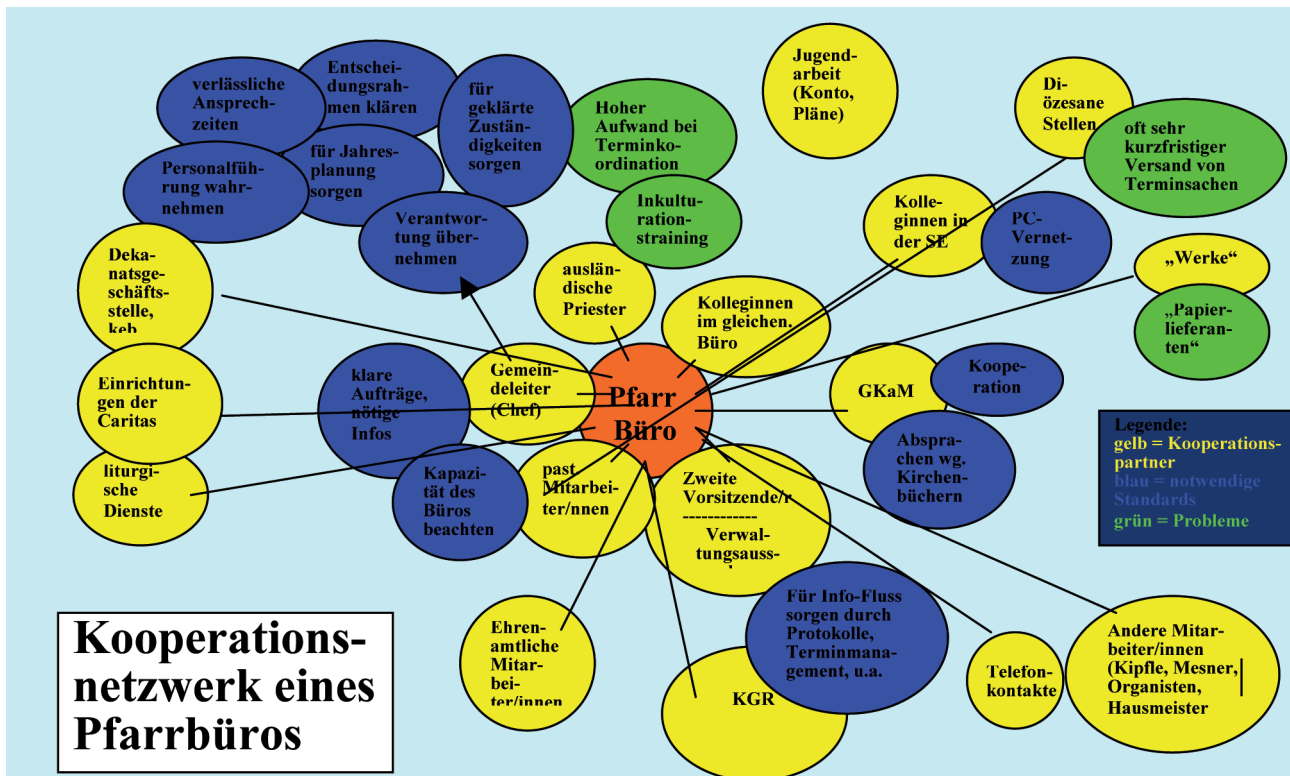 verlässliche
Ansprech-
zeiten
Entscheidungsrah-
men klären
für
geklärte
Zustän-
digkeiten
sorgen
Hoher
Aufwand bei
Terminko-
ordination
Jugend-
arbeit
(Konto,
Pläne)
Di-
özesane
Stellen
oft sehr
kurzfristiger
Versand von
Terminsachen
Personalfüh-
rung wahr-
nehmen
für Jahres-
planung
sorgen
Verantwor-
tung über-
nehmen
Inkultu-
ration-
straining
Kolle-
ginnen in
der SE
PC-
Vernet-
zung
Deka-
natsge-
schäfts-
stelle,
keb
auslän-
dische
Priester
Kolleginnen
im gleichen.
Büro
„Werke“
„Papier-
lieferan-
ten“
Einrichtun-
gen der
Caritas
klare
Aufträge,
nötige
Infos
Gemein-
deleiter
(Chef)
Pfarr
Büro
GKaM
Koope-
ration
liturgi-
sche
Dienste
Kapazi-
tät des
Büros
beachten
past
Mitarbei-
ter/nnen
Zweite
Vorsitzende/r
------------
Verwal-
tungsauss-
Abspra-
chen wg.
Kirchen-
büchern
Legende:
gelb = Kooperations-
partner
blau = notwendige
Standards
grün = Probleme
Kooperations-
netzwerk eines
Pfarrbüros
Ehren-
amtliche
Mitar-
bei-
ter/innen
KGR
Für Info-Fluss
sorgen durch
Protokolle,
Terminma-
gement, u.a.
Telefon-
kontakte
Andere Mitar-
beiter/innen
(Kipfle, Mesner,
Organisten,
Hausmeister